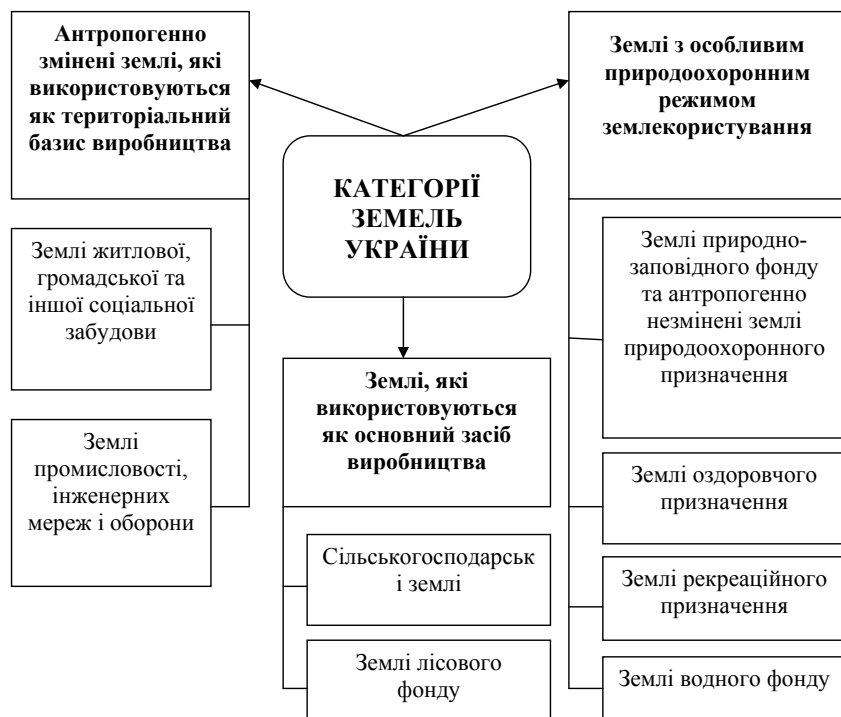 Антропогенно
змінені землі, які
використовуються
як територіальний
базис виробництва
Землі житлової,
громадської та
іншої соціальної
забудови
Землі
промисловості,
інженерних
мереж і оборони
КАТЕГОРІЇ
ЗЕМЕЛЬ
УКРАЇНИ
Землі, які
використовуються
як основний засіб
виробництва
Сільськогосподарськ
і землі
Землі лісового
фонду
Землі з особливим
природоохоронним
режимом
землекористування
Землі природно-
заповідного фонду
та антропогенно
незмінені землі
природоохоронного
призначення
Землі оздоровчого
призначення
Землі рекреаційного
призначення
Землі водного фонду